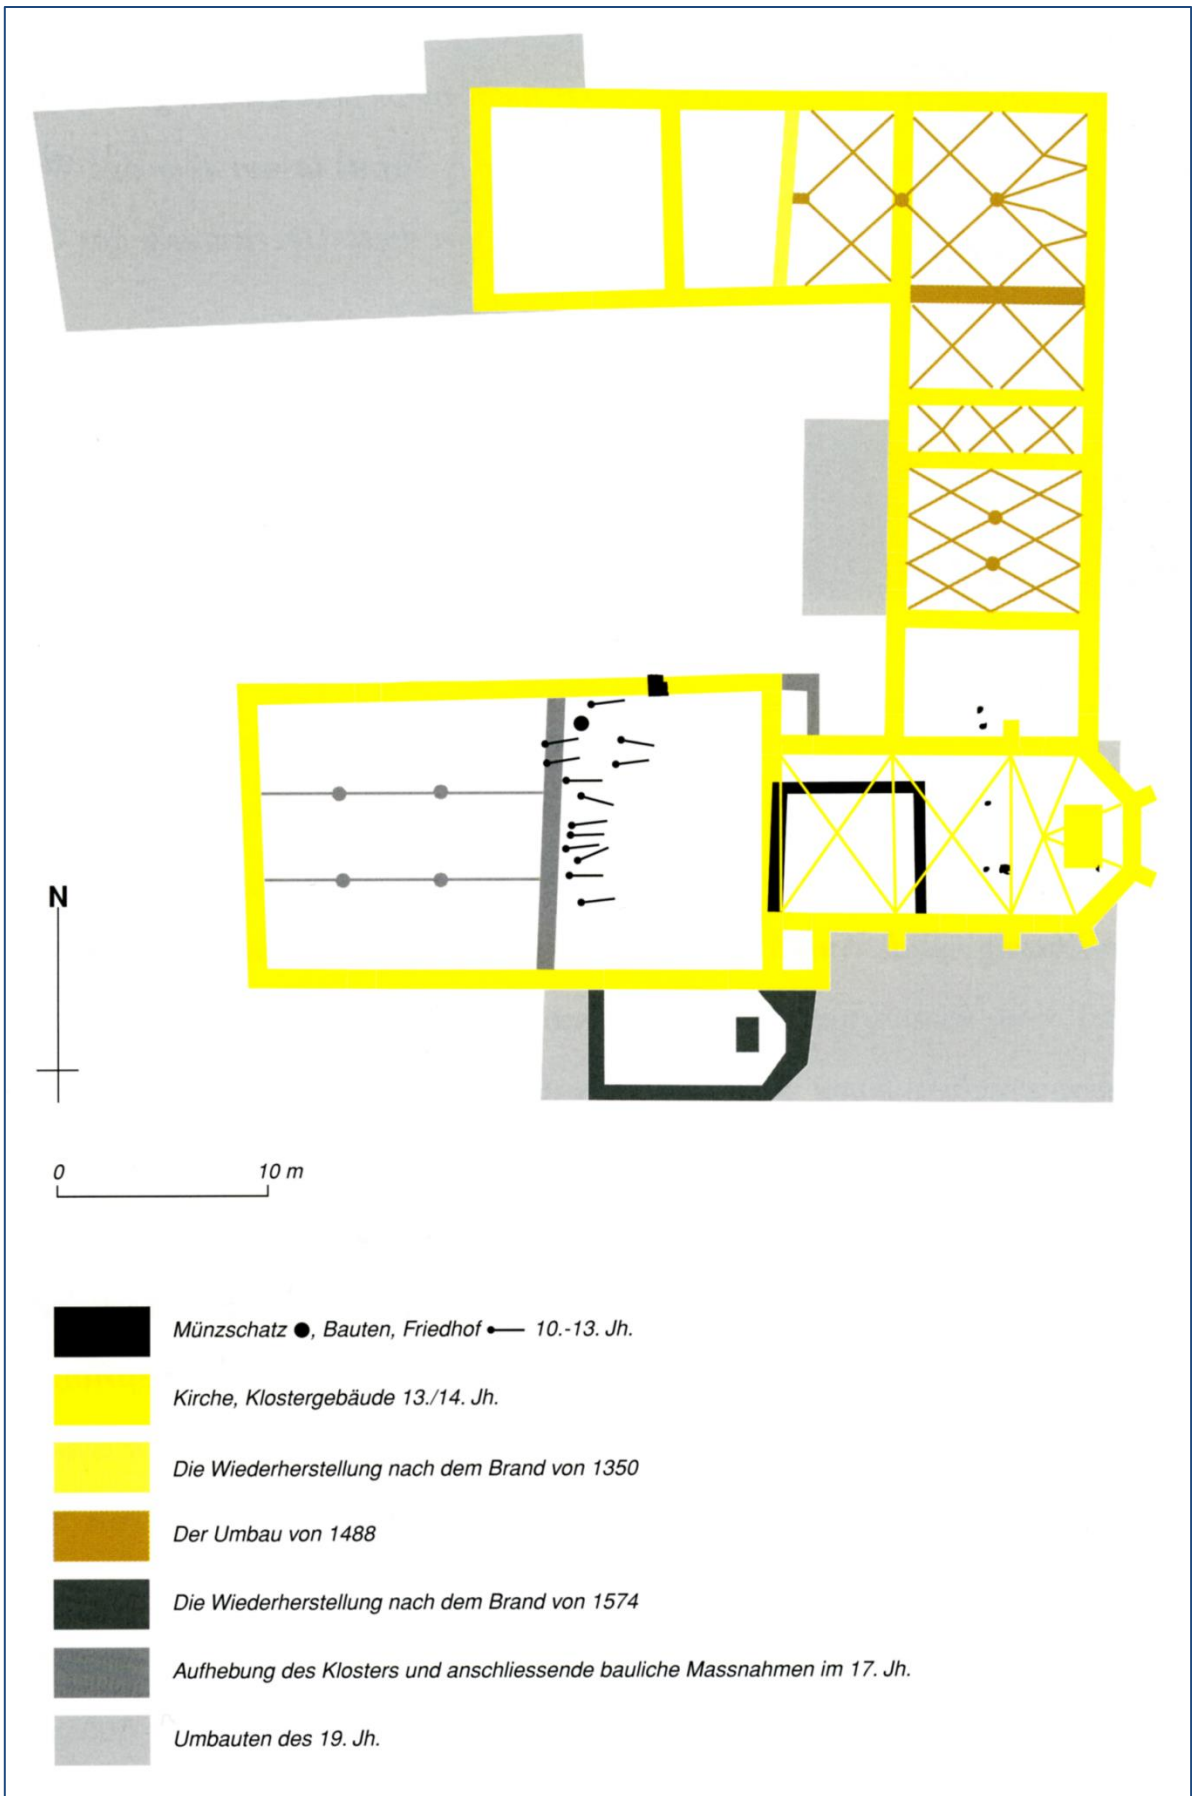 N
0 10 m
Münzschatz ●, Bauten, Friedhof 10.-13. Jh.
Kirche, Klostergebäude 13./14. Jh.
Die Wiederherstellung nach dem Brand von 1350
Der Umbau von 1488
Die Wiederherstellung nach dem Brand von 1574
Aufhebung des Klosters und anschliessende bauliche Massnahmen im 17. Jh.
Umbauten des 19. Jh.